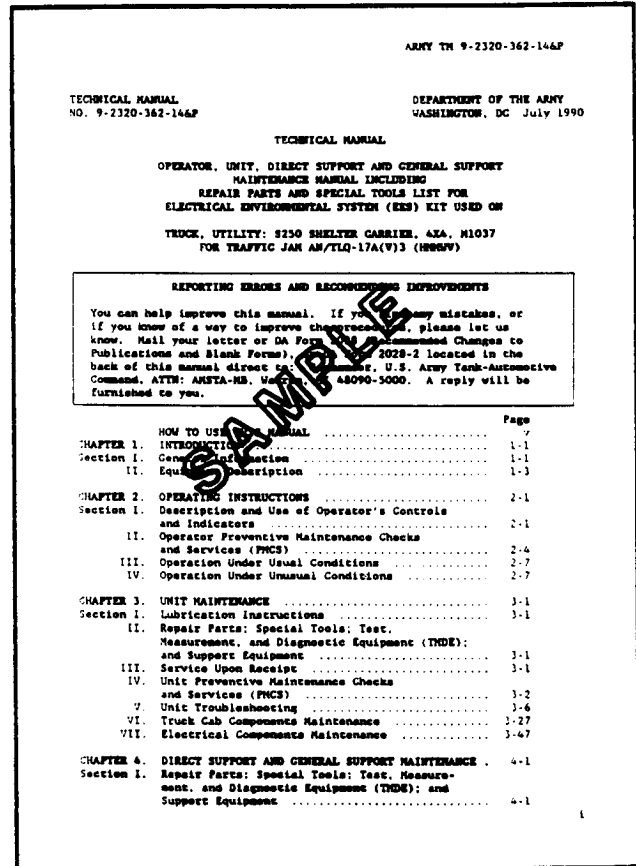 ARMY TM 9-2320-362-14&P
TECHNICAL MANUAL
NO. 9-2320-362-14&P
DEPARTMENT OF THE ARMY
WASHINGTON, DC July 1990
TECHNICAL MANUAL
OPERATOR, UNIT, DIRECT SUPPORT AND GENERAL SUPPORT
MAINTENANCE MANUAL INCLUDING
REPAIR PARTS AND SPECIAL TOOLS LIST FOR
ELECTRICAL ENVIRONMENTAL SYSTEM (EES) KIT USED ON
TRUCK, UTILITY: S250 SHELTER CARRIER, 4X4, M1037
FOR TRAFFIC JAM AN/TLQ-17A(V)3 (HMMWV)
REPORTING ERRORS AND RECOMMENDING IMPROVEMENTS
You can help improve this manual. If you any mistakes, or
if you know of a way to improve the procedures, please let us
know. Mail your letter or DA Form (Recommended Changes to
Publications and Blank Forms), 2028-2 located in the
back of this manual direct to: Commander, U.S. Army Tank-Automotive
Command, ATTN: AMSTA-MB, Warren, 48090-5000. A reply will be
furnished to you.
SAMPLE
Page
HOW TO USE THIS MANUAL .................... v
CHAPTER 1. INTRODUCTION .................... 1-1
Section I. General Information .................... 1-1
II. Equipment Description .................... 1-3
CHAPTER 2. OPERATING INSTRUCTIONS .................... 2-1
Section I. Description and Use of Operator's Controls
and Indicators .................... 2-1
II. Operator Preventive Maintenance Checks
and Services (PMCS) .................... 2-4
III. Operation Under Usual Conditions .................... 2-7
IV. Operation Under Unusual Conditions .................... 2-7
CHAPTER 3. UNIT MAINTENANCE .................... 3-1
Section I. Lubrication Instructions .................... 3-1
II. Repair Parts; Special Tools; Test,
Measurement, and Diagnostic Equipment (TMDE);
and Support Equipment .................... 3-1
III. Service Upon Receipt .................... 3-1
IV. Unit Preventive Maintenance Checks
and Services (PMCS) .................... 3-2
V. Unit Troubleshooting .................... 3-6
VI. Truck Cab Components Maintenance .................... 3-27
VII. Electrical Components Maintenance .................... 3-47
CHAPTER 4. DIRECT SUPPORT AND GENERAL SUPPORT MAINTENANCE . 4-1
Section I. Repair Parts; Special Tools; Test, Measure-
ment, and Diagnostic Equipment (TMDE); and
Support Equipment .................... 4-1
i